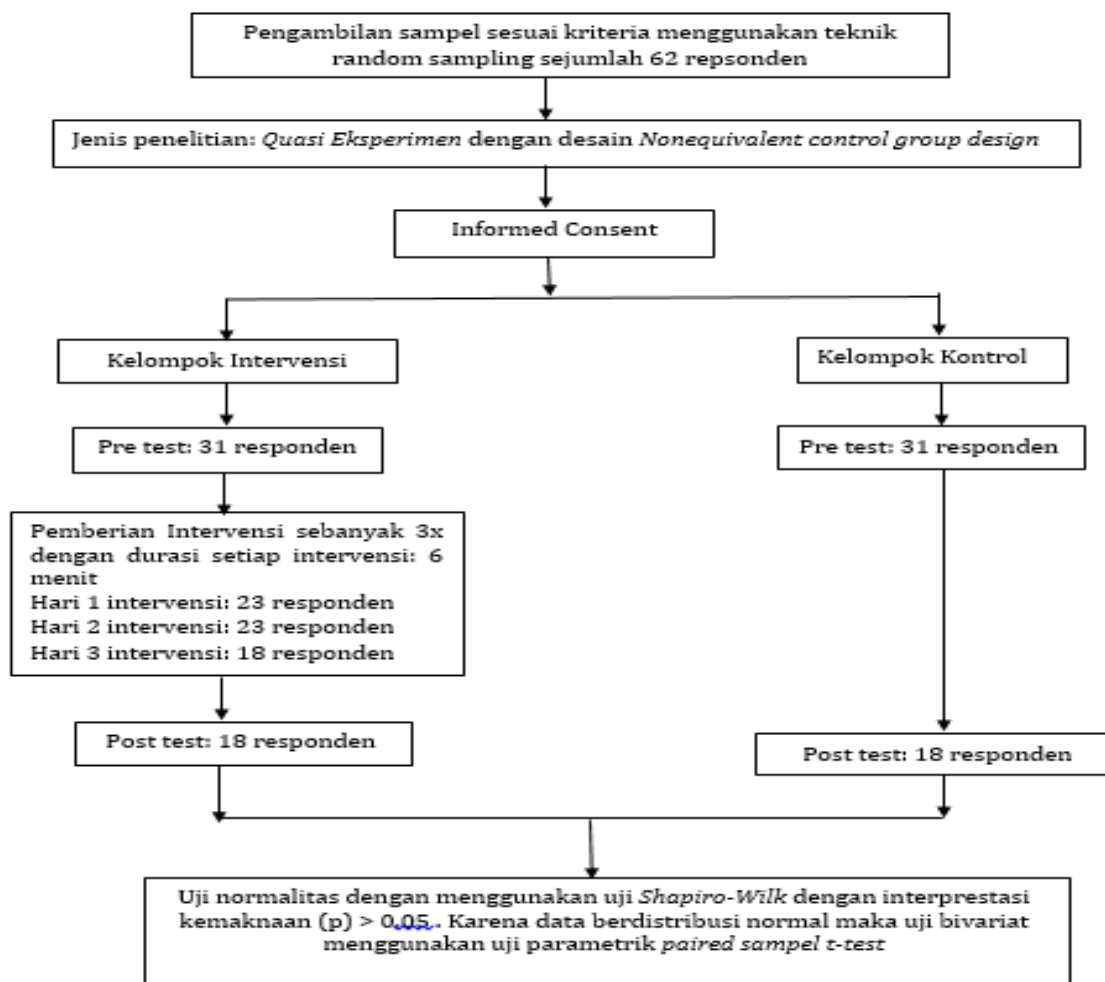 Pengambilan sampel sesuai kriteria menggunakan teknik
random sampling sejumlah 62 repsonden
Jenis penelitian: Quasi Eksperimen dengan desain Nonequivalent control group design
Informed Consent
Kelompok Intervensi
Kelompok Kontrol
Pre test: 31 responden
Pre test: 31 responden
Pemberian Intervensi sebanyak 3x
dengan durasi setiap intervensi: 6
menit
Hari 1 intervensi: 23 responden
Hari 2 intervensi: 23 responden
Hari 3 intervensi: 18 responden
Post test: 18 responden
Post test: 18 responden
Uji normalitas dengan menggunakan uji Shapiro-Wilk dengan interprestasi
kemaknaan (p) > 0,05 . Karena data berdistribusi normal maka uji bivariat
menggunakan uji parametrik paired sampel t-test